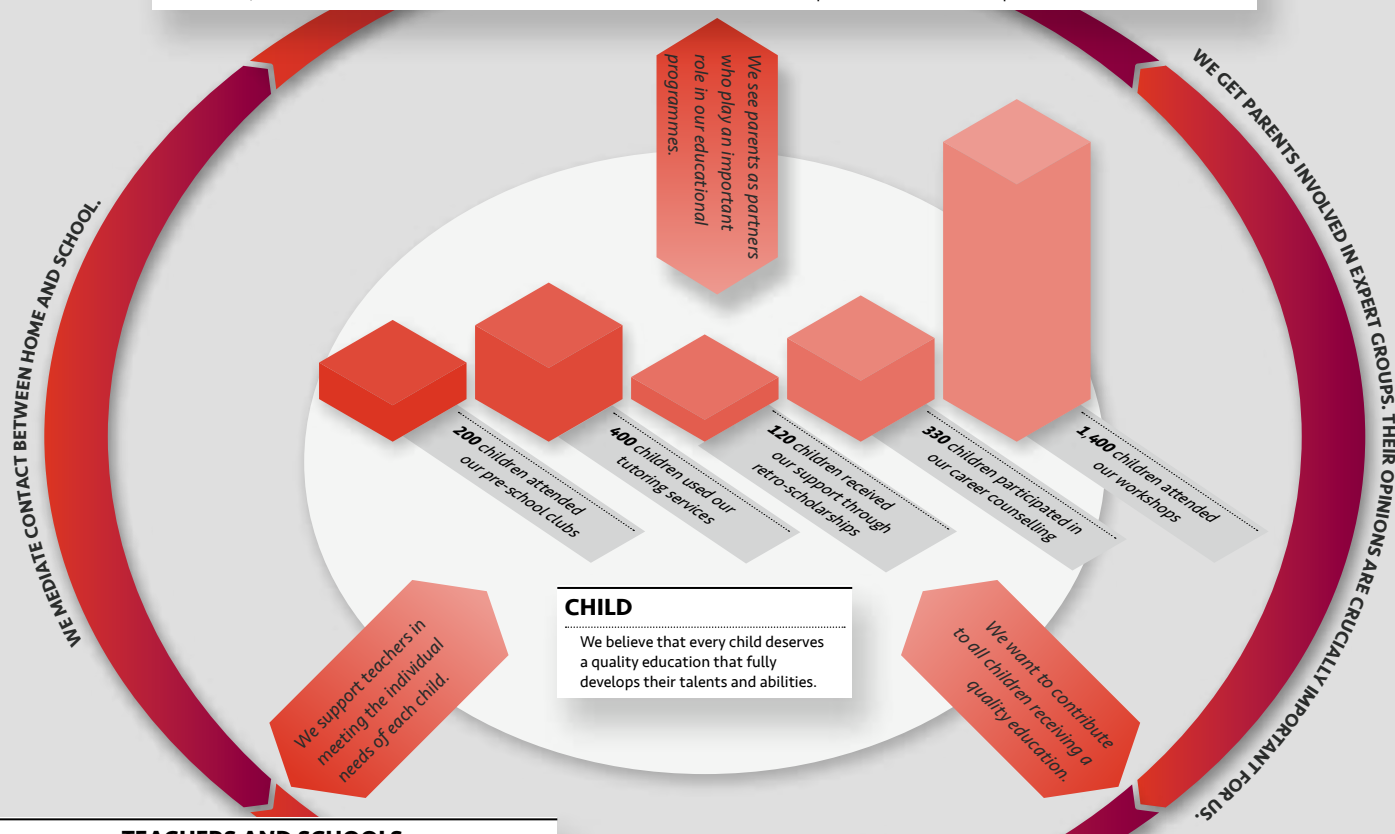 We see parents as partners
who play an important
role in our educational
programmes.
WE MEDIATE CONTACT BETWEEN HOME AND SCHOOL.
WE GET PARENTS INVOLVED IN EXPERT GROUPS. THEIR OPINIONS ARE CRUCIALLY IMPORTANT FOR US.
200 children attended
our pre-school clubs
400 children used our
tutoring services
120 children received
our support through
retro-scholarships
330 children participated in
our career counselling
1,400 children attended
our workshops
CHILD
We believe that every child deserves
a quality education that fully
develops their talents and abilities.
We support teachers in
meeting the individual
needs of each child.
We want to contribute
to all children receiving a
quality education.
TEACHERS AND SCHOOLS